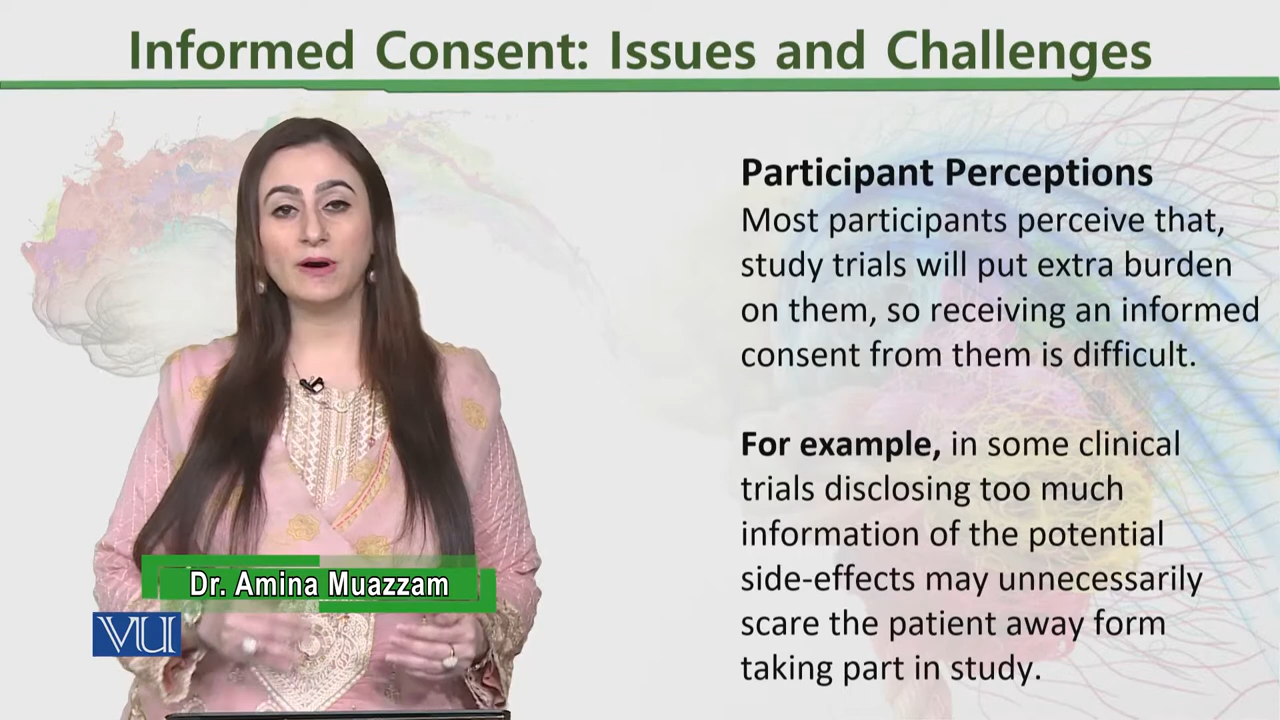 Informed Consent: Issues and Challenges
Participant Perceptions
Most participants perceive that,
study trials will put extra burden
on them, so receiving an informed
consent from them is difficult.
For example, in some clinical
trials disclosing too much
information of the potential
side-effects may unnecessarily
scare the patient away form
taking part in study.
Dr. Amina Muazzam
VU